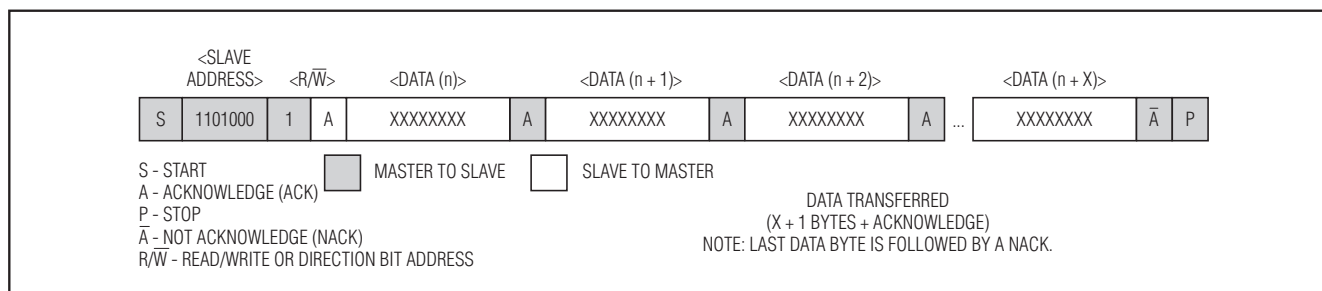 <SLAVE
ADDRESS> <R/W̅> <DATA (n)> <DATA (n + 1)> <DATA (n + 2)> <DATA (n + X)>
S 1101000 1 A XXXXXXXX A XXXXXXXX A XXXXXXXX A ... XXXXXXXX A̅ P
S - START
A - ACKNOWLEDGE (ACK)
P - STOP
A̅ - NOT ACKNOWLEDGE (NACK)
R/W̅ - READ/WRITE OR DIRECTION BIT ADDRESS
MASTER TO SLAVE SLAVE TO MASTER
DATA TRANSFERRED
(X + 1 BYTES + ACKNOWLEDGE)
NOTE: LAST DATA BYTE IS FOLLOWED BY A NACK.